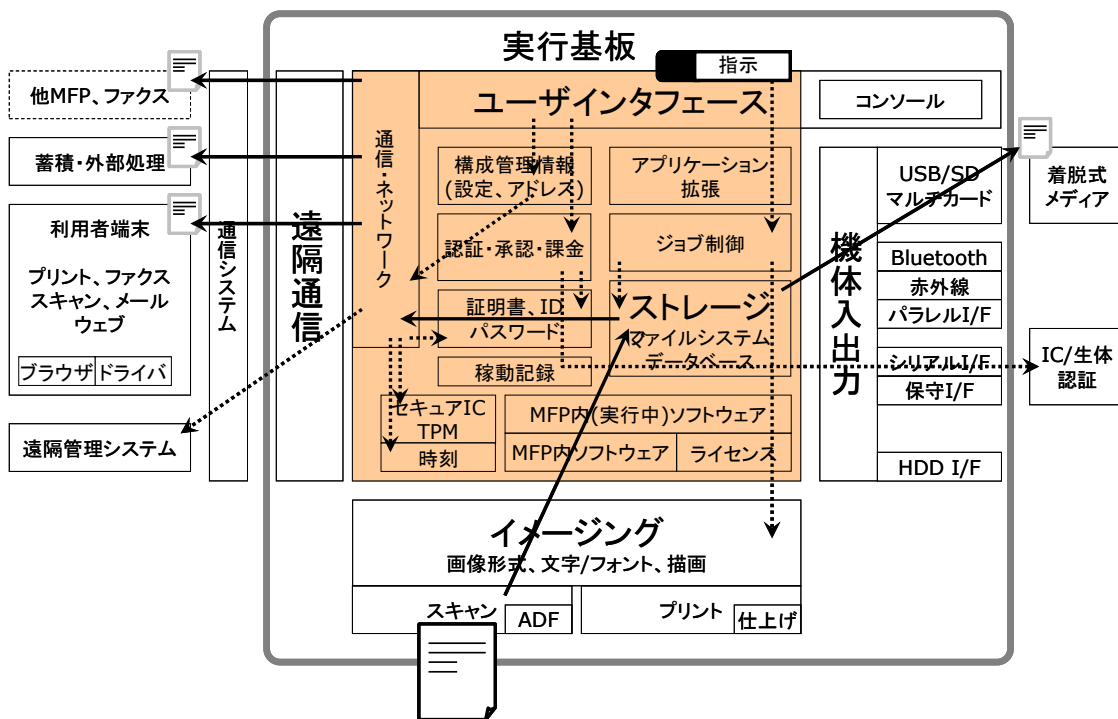 実行基板
指示
ユーザインタフェース
コンソール
他MFP、ファクス
蓄積・外部処理
利用者端末
プリント、ファクス
スキャン、メール
ウェブ
ブラウザ
ドライバ
遠隔管理システム
通信システム
遠隔通信
通信・ネットワーク
構成管理情報
(設定、アドレス)
アプリケーション
拡張
認証・承認・課金
ジョブ制御
証明書、ID
パスワード
ストレージ
ファイルシステム
データベース
稼動記録
セキュアIC
TPM
時刻
MFP内(実行中)ソフトウェア
MFP内ソフトウェア
ライセンス
機体入出力
USB/SD
マルチカード
Bluetooth
赤外線
パラレルI/F
シリアルI/F
保守I/F
HDD I/F
着脱式
メディア
IC/生体
認証
イメージング
画像形式、文字/フォント、描画
スキャン
ADF
プリント
仕上げ